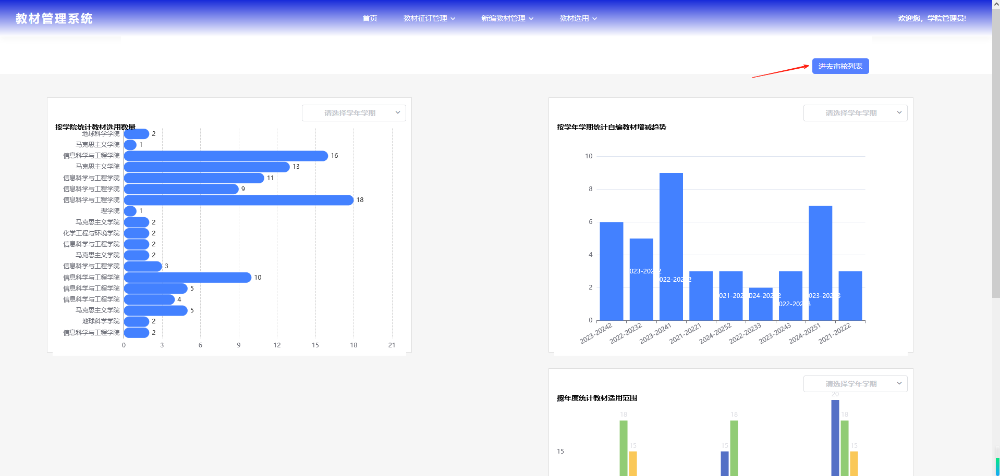 教材管理系统
首页 教材征订管理 新编教材管理 教材选用
欢迎您，学院管理员!
进去审核列表
请选择学年学期
按学院统计教材选用数量
地球科学学院 2
马克思主义学院 1
信息科学与工程学院 16
马克思主义学院 13
信息科学与工程学院 11
信息科学与工程学院 9
信息科学与工程学院 18
理学院 1
马克思主义学院 2
化学工程与环境学院 2
信息科学与工程学院 2
马克思主义学院 2
信息科学与工程学院 3
信息科学与工程学院 10
信息科学与工程学院 5
信息科学与工程学院 4
马克思主义学院 5
地球科学学院 2
信息科学与工程学院 2
0 3 6 9 12 15 18 21
请选择学年学期
按学年学期统计自编教材增减趋势
10
8
6
4
2
0
2023-20242 2022-20232 2023-20241 2021-20221 2024-20252 2022-20233 2023-20243 2024-20251 2021-20222
请选择学年学期
按年度统计教材适用范围
20
18 18 18
15 15 15
15